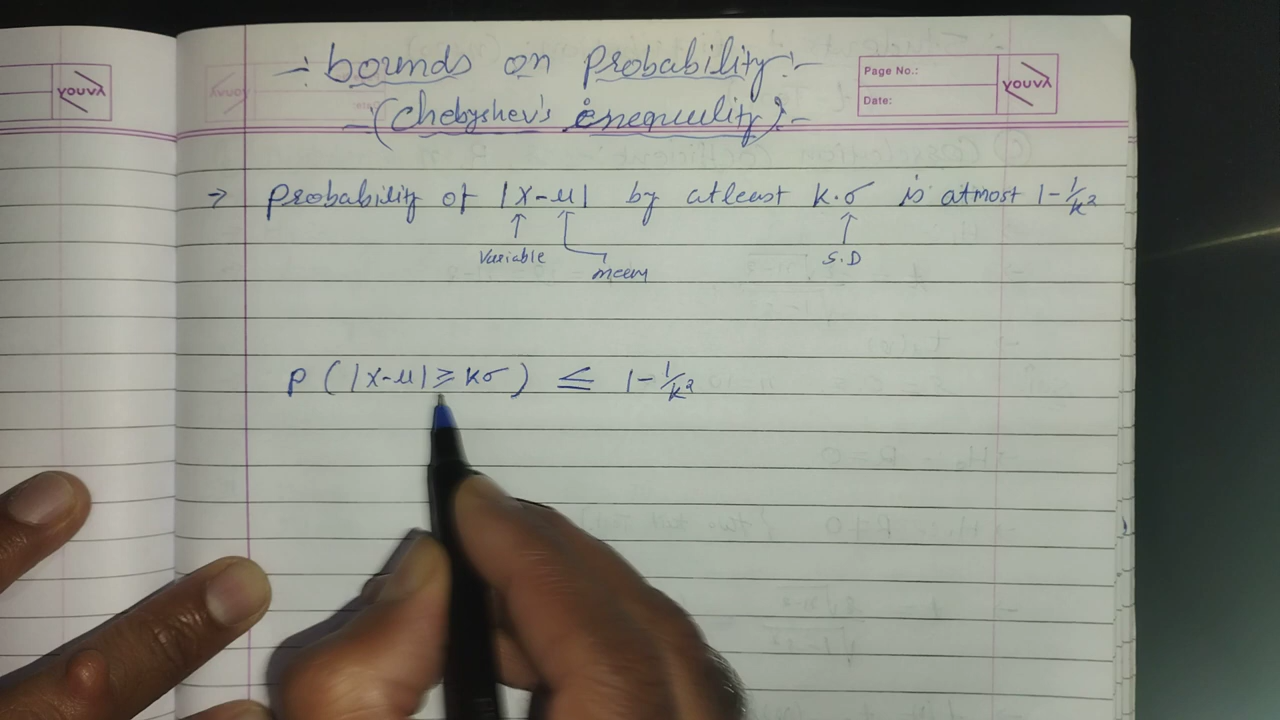 -: bounds on Probability:-
-(Chebyshev's inequality):-
Page No.:
Date:
youva
→ Probability of |X-μ| by atleast K.σ is atmost 1-1/k²
Variable mean S.D
P (|X-μ| ≥ Kσ) ≤ 1-1/k²